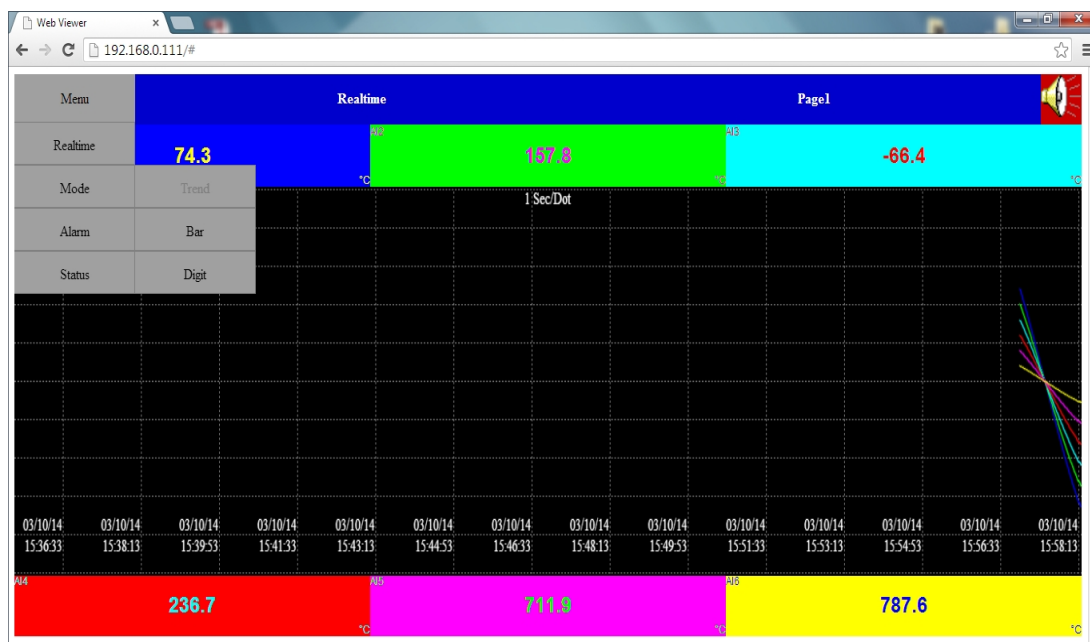 Web Viewer
192.168.0.111/#
Menu
Realtime
Page1
Realtime
74.3
°C
AI2
157.8
°C
AI3
-66.4
°C
Mode
Trend
1 Sec/Dot
Alarm
Bar
Status
Digit
03/10/14 03/10/14 03/10/14 03/10/14 03/10/14 03/10/14 03/10/14 03/10/14 03/10/14 03/10/14 03/10/14 03/10/14 03/10/14 03/10/14
15:36:33 15:38:13 15:39:53 15:41:33 15:43:13 15:44:53 15:46:33 15:48:13 15:49:53 15:51:33 15:53:13 15:54:53 15:56:33 15:58:13
AI4
236.7
°C
AI5
711.9
°C
AI6
787.6
°C